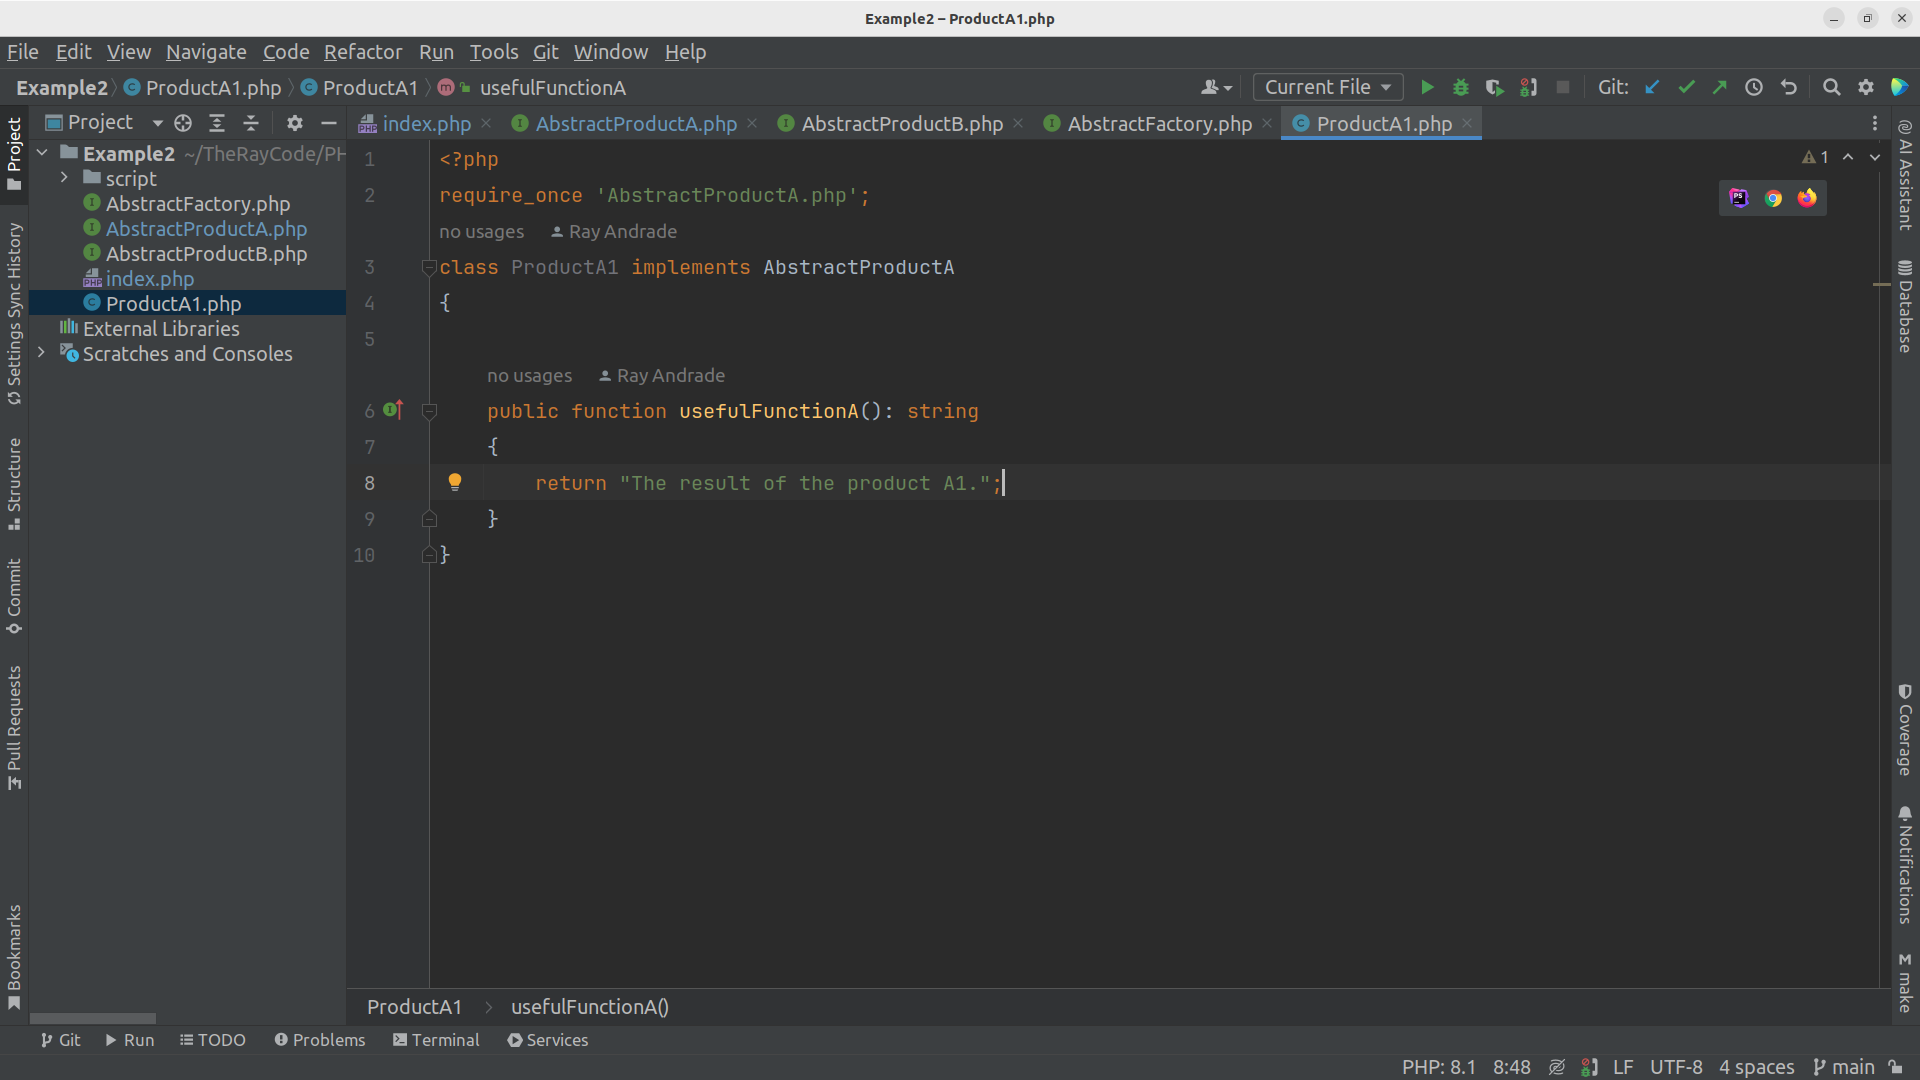 Example2 – ProductA1.php
File Edit View Navigate Code Refactor Run Tools Git Window Help
Example2 ProductA1.php ProductA1 m usefulFunctionA Current File Git:
Project index.php AbstractProductA.php AbstractProductB.php AbstractFactory.php ProductA1.php
Example2 ~/TheRayCode/PH
script
AbstractFactory.php
AbstractProductA.php
AbstractProductB.php
index.php
ProductA1.php
External Libraries
Scratches and Consoles
Project
Settings Sync History
Structure
Commit
Pull Requests
Bookmarks
1 <?php
2 require_once 'AbstractProductA.php';
no usages Ray Andrade
3 class ProductA1 implements AbstractProductA
4 {
5
no usages Ray Andrade
6 public function usefulFunctionA(): string
7 {
8 return "The result of the product A1.";
9 }
10 }
1
AI Assistant
Database
Coverage
Notifications
M make
ProductA1 usefulFunctionA()
Git Run TODO Problems Terminal Services
PHP: 8.1 8:48 LF UTF-8 4 spaces main